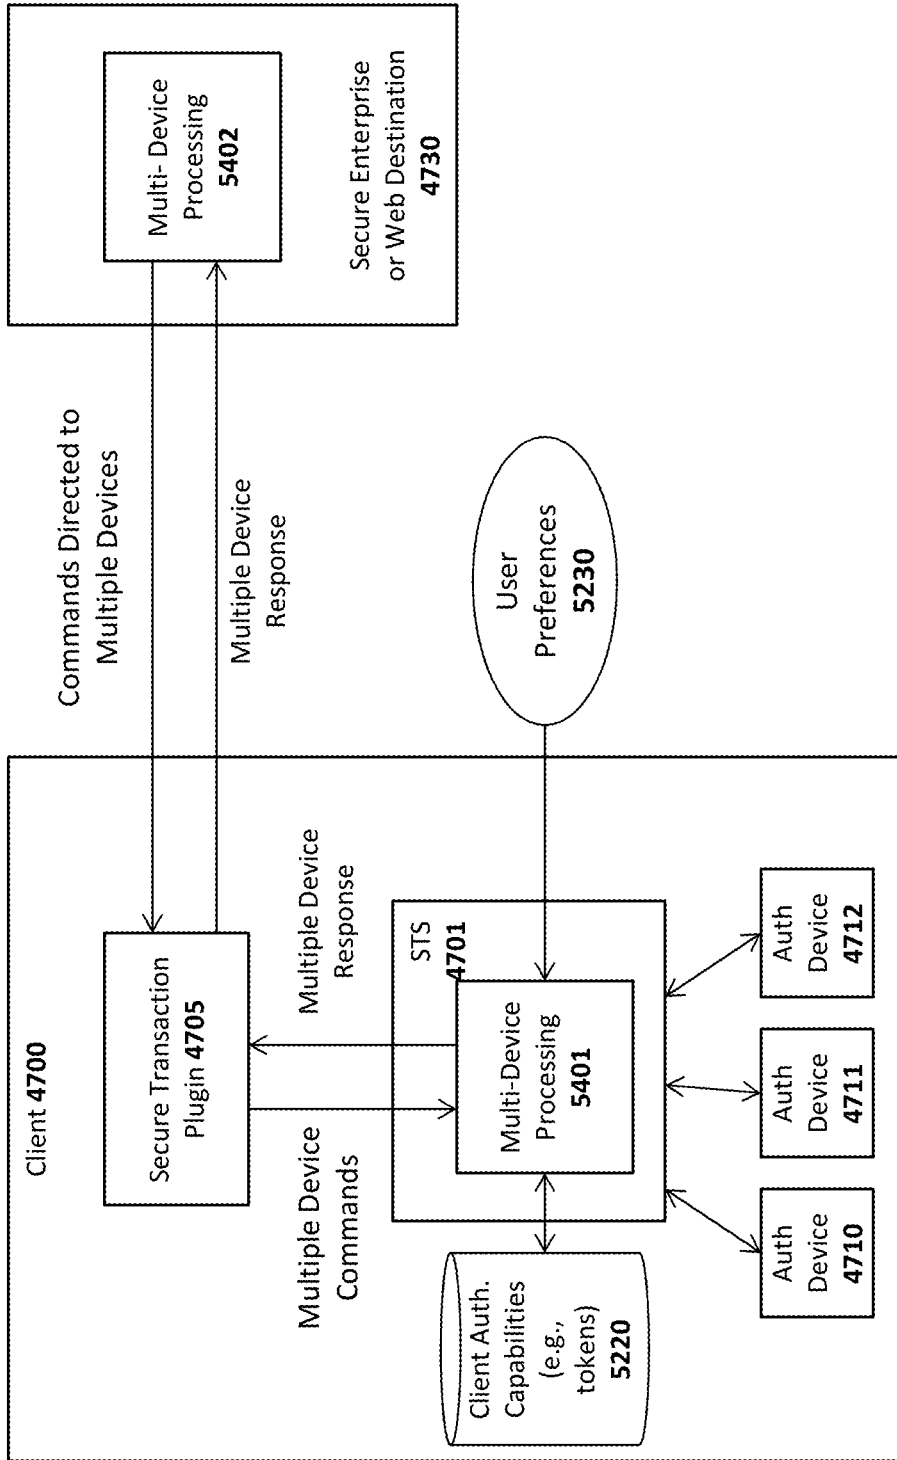 Client 4700
Secure Transaction
Plugin 4705
Multiple Device
Commands
Multiple Device
Response
STS
4701
Multi-Device
Processing
5401
Client Auth.
Capabilities
(e.g.,
tokens)
5220
Auth
Device
4710
Auth
Device
4711
Auth
Device
4712
User
Preferences
5230
Commands Directed to
Multiple Devices
Multiple Device
Response
Multi- Device
Processing
5402
Secure Enterprise
or Web Destination
4730